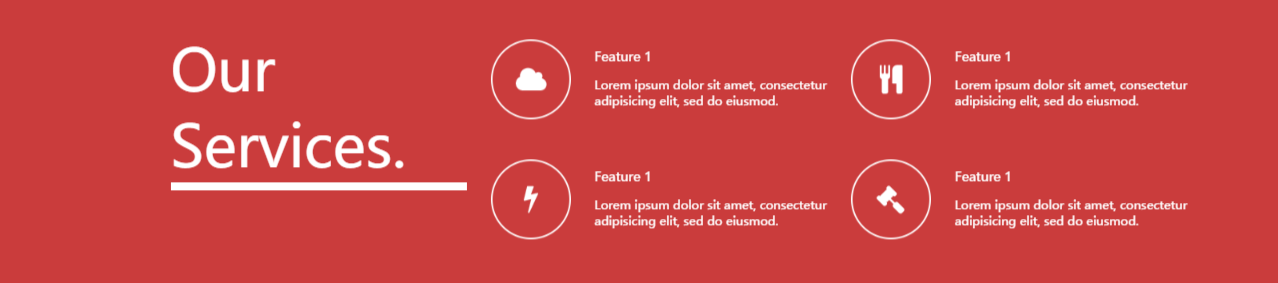 Our
Services.
Feature 1
Lorem ipsum dolor sit amet, consectetur
adipisicing elit, sed do eiusmod.
Feature 1
Lorem ipsum dolor sit amet, consectetur
adipisicing elit, sed do eiusmod.
Feature 1
Lorem ipsum dolor sit amet, consectetur
adipisicing elit, sed do eiusmod.
Feature 1
Lorem ipsum dolor sit amet, consectetur
adipisicing elit, sed do eiusmod.